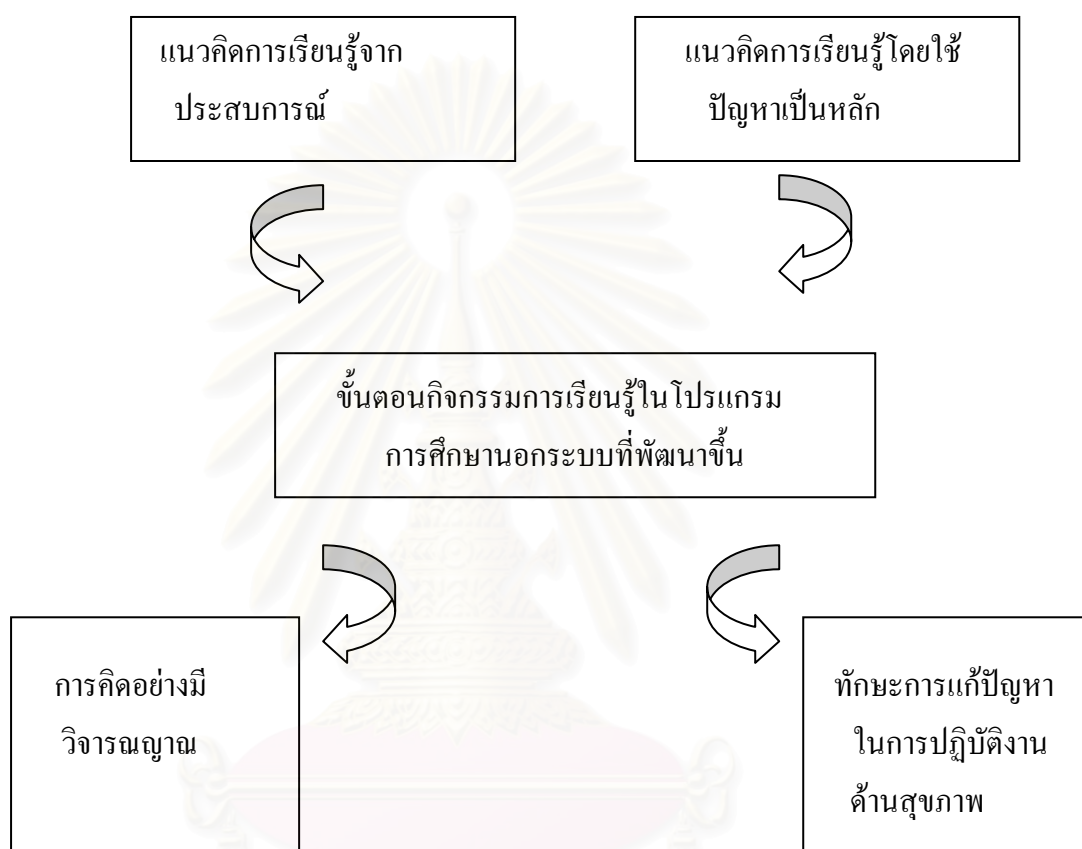 แนวคิดการเรียนรู้จาก
ประสบการณ์
แนวคิดการเรียนรู้โดยใช้
ปัญหาเป็นหลัก
ขั้นตอนกิจกรรมการเรียนรู้ในโปรแกรม
การศึกษานอกระบบที่พัฒนาขึ้น
การคิดอย่างมี
วิจารณญาณ
ทักษะการแก้ปัญหา
ในการปฏิบัติงาน
ด้านสุขภาพ